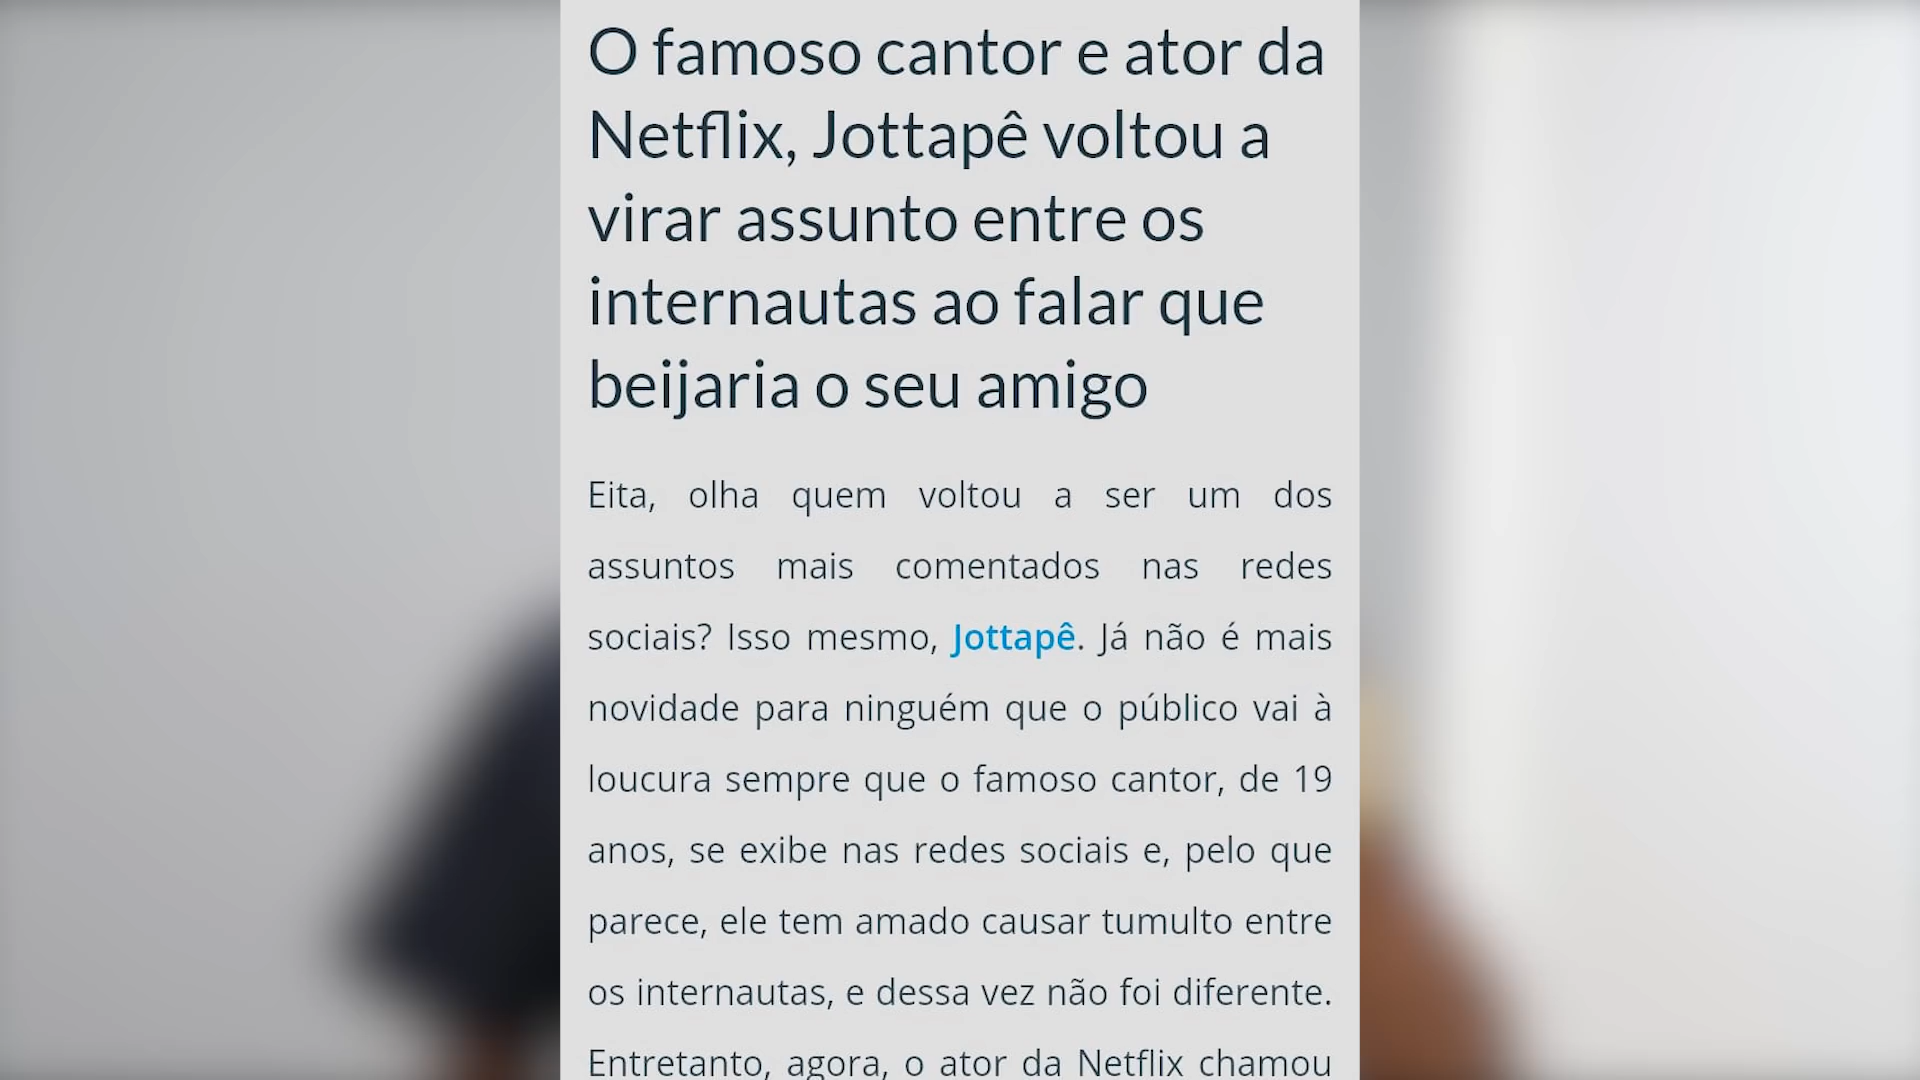 O famoso cantor e ator da
Netflix, Jottapê voltou a
virar assunto entre os
internautas ao falar que
beijaria o seu amigo
Eita, olha quem voltou a ser um dos
assuntos mais comentados nas redes
sociais? Isso mesmo, Jottapê. Já não é mais
novidade para ninguém que o público vai à
loucura sempre que o famoso cantor, de 19
anos, se exibe nas redes sociais e, pelo que
parece, ele tem amado causar tumulto entre
os internautas, e dessa vez não foi diferente.
Entretanto, agora, o ator da Netflix chamou